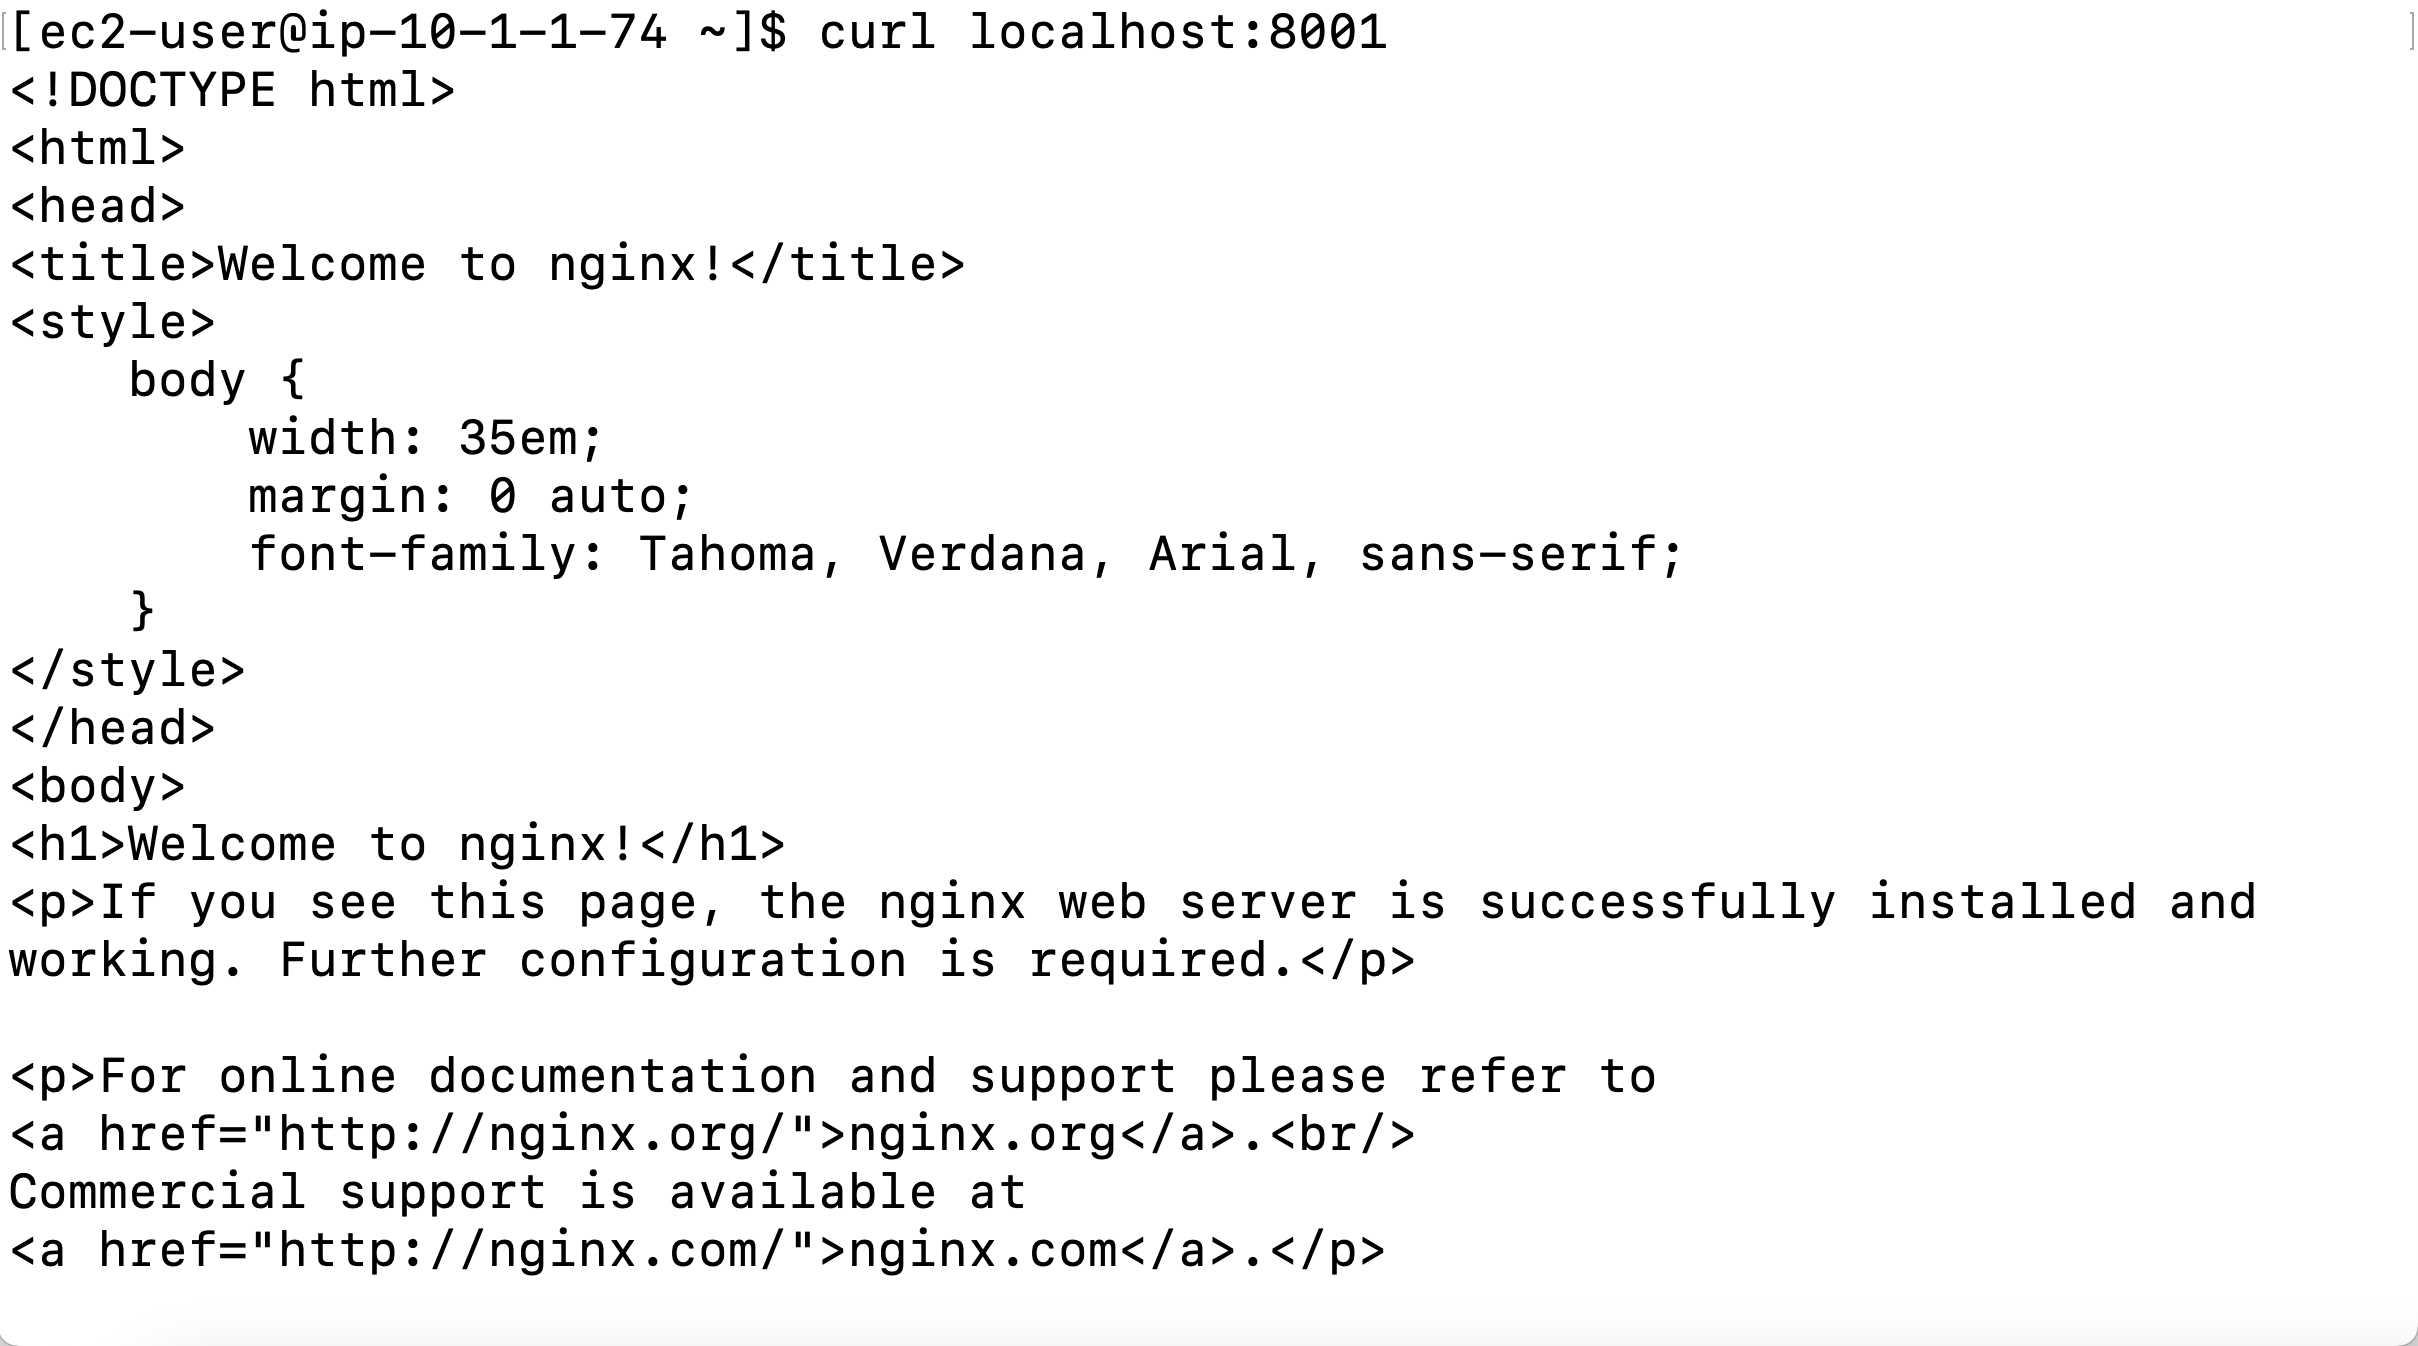 [ec2-user@ip-10-1-1-74 ~]$ curl localhost:8001
<!DOCTYPE html>
<html>
<head>
<title>Welcome to nginx!</title>
<style>
    body {
        width: 35em;
        margin: 0 auto;
        font-family: Tahoma, Verdana, Arial, sans-serif;
    }
</style>
</head>
<body>
<h1>Welcome to nginx!</h1>
<p>If you see this page, the nginx web server is successfully installed and
working. Further configuration is required.</p>

<p>For online documentation and support please refer to
<a href="http://nginx.org/">nginx.org</a>.<br/>
Commercial support is available at
<a href="http://nginx.com/">nginx.com</a>.</p>